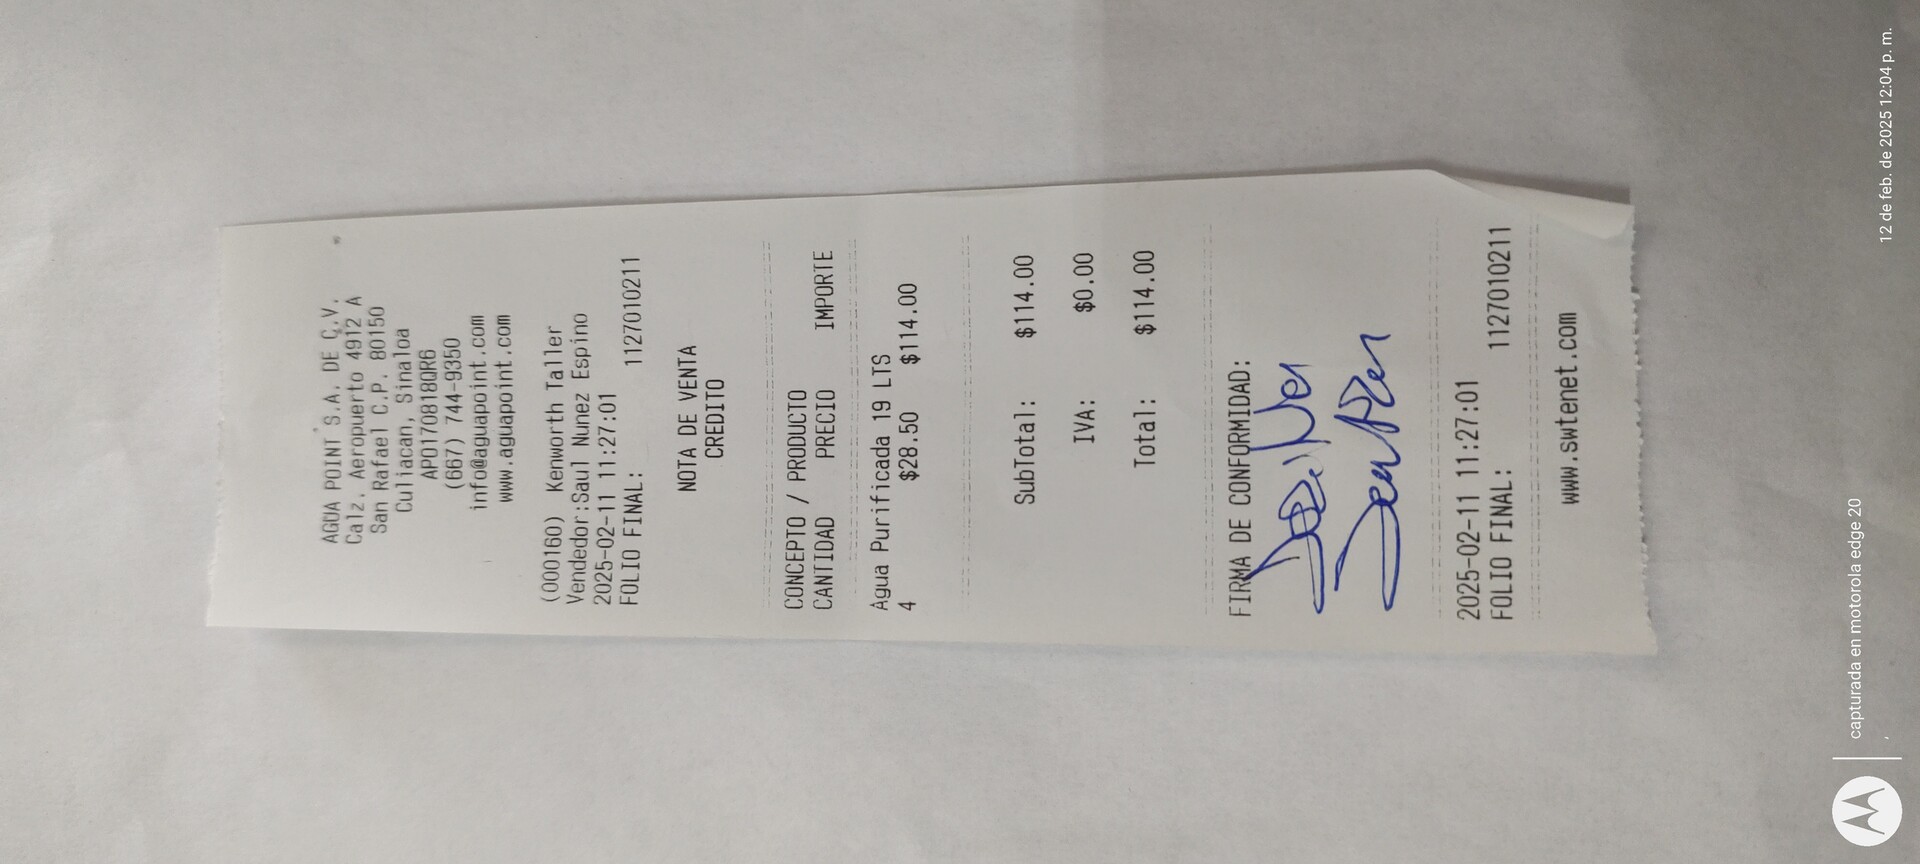 AGUA POINT S.A. DE C.V.
Calz. Aeropuerto 4912 A
San Rafael C.P. 80150
Culiacan, Sinaloa
APO170818QR6
(667) 744-9350
info@aguapoint.com
www.aguapoint.com
(000160) Kenworth Taller
Vendedor:Saul Nunez Espino
2025-02-11 11:27:01
FOLIO FINAL: 1127010211
NOTA DE VENTA
CREDITO
CONCEPTO / PRODUCTO
CANTIDAD PRECIO IMPORTE
Agua Purificada 19 LTS
4 $28.50 $114.00
SubTotal: $114.00
IVA: $0.00
Total: $114.00
FIRMA DE CONFORMIDAD:
2025-02-11 11:27:01
FOLIO FINAL: 1127010211
www.swtenet.com
capturada en motorola edge 20
12 de feb. de 2025 12:04 p. m.